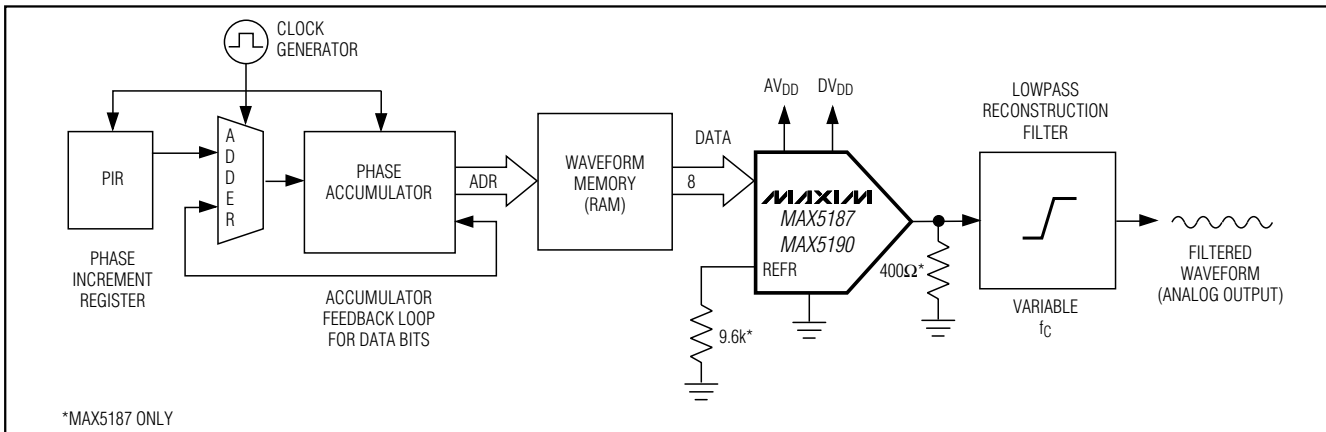 CLOCK
GENERATOR
PIR
PHASE
INCREMENT
REGISTER
ADDER
PHASE
ACCUMULATOR
ACCUMULATOR
FEEDBACK LOOP
FOR DATA BITS
ADR
WAVEFORM
MEMORY
(RAM)
DATA
8
AVDD
DVDD
MAXIM
MAX5187
MAX5190
REFR
9.6k*
400Ω*
LOWPASS
RECONSTRUCTION
FILTER
VARIABLE
fC
FILTERED
WAVEFORM
(ANALOG OUTPUT)
*MAX5187 ONLY